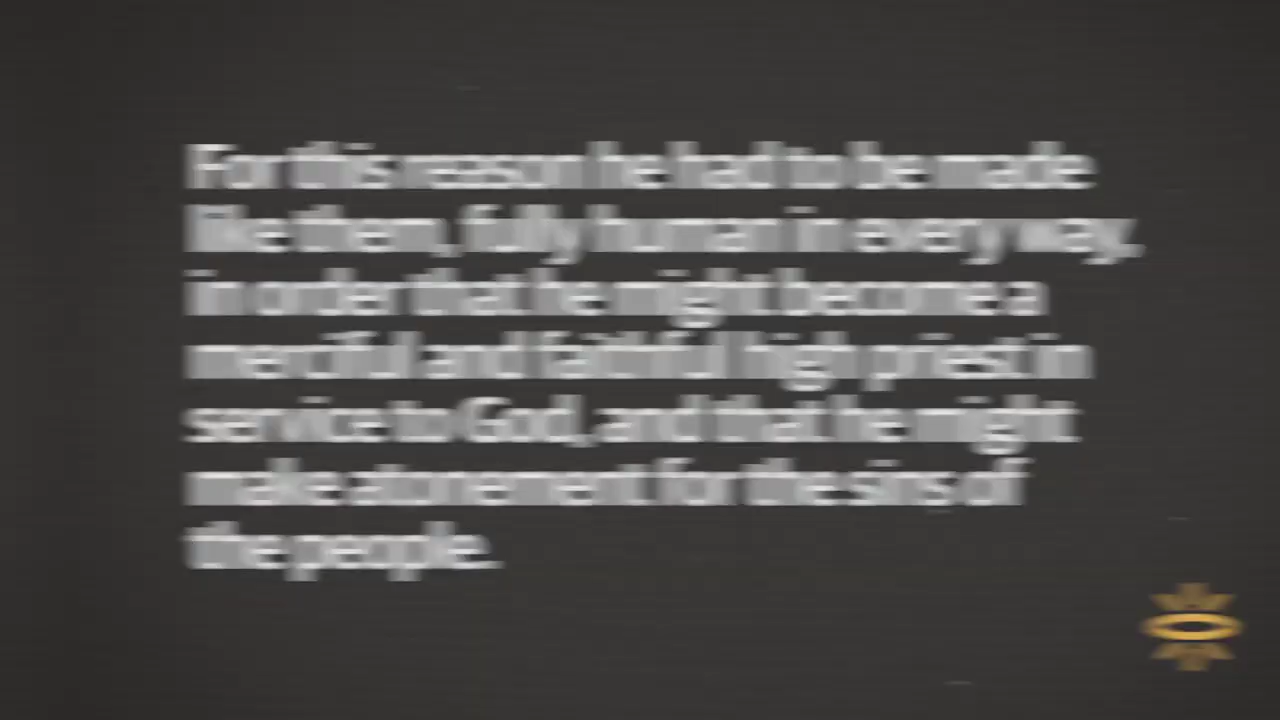 For this reason he had to be made
like them, fully human in every way,
in order that he might become a
merciful and faithful high priest in
service to God, and that he might
make atonement for the sins of
the people.